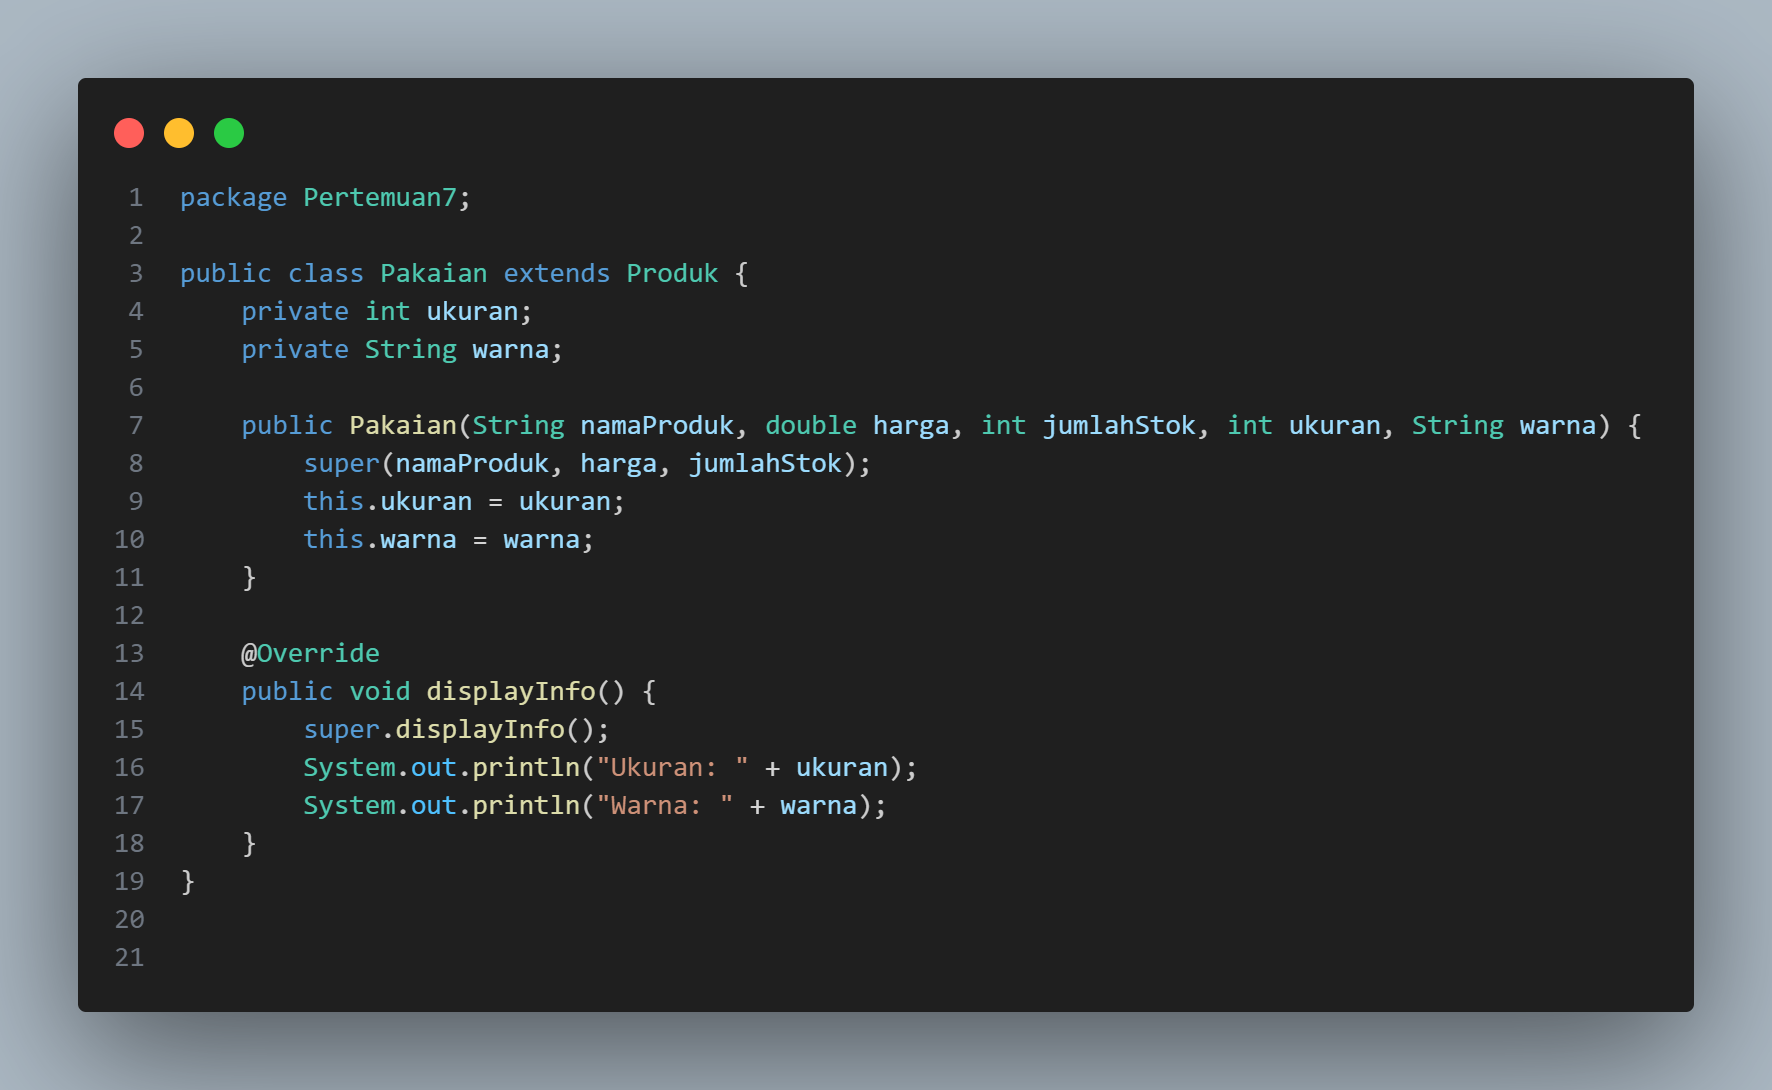 1 package Pertemuan7;
2
3 public class Pakaian extends Produk {
4     private int ukuran;
5     private String warna;
6
7     public Pakaian(String namaProduk, double harga, int jumlahStok, int ukuran, String warna) {
8         super(namaProduk, harga, jumlahStok);
9         this.ukuran = ukuran;
10         this.warna = warna;
11     }
12
13     @Override
14     public void displayInfo() {
15         super.displayInfo();
16         System.out.println("Ukuran: " + ukuran);
17         System.out.println("Warna: " + warna);
18     }
19 }
20
21